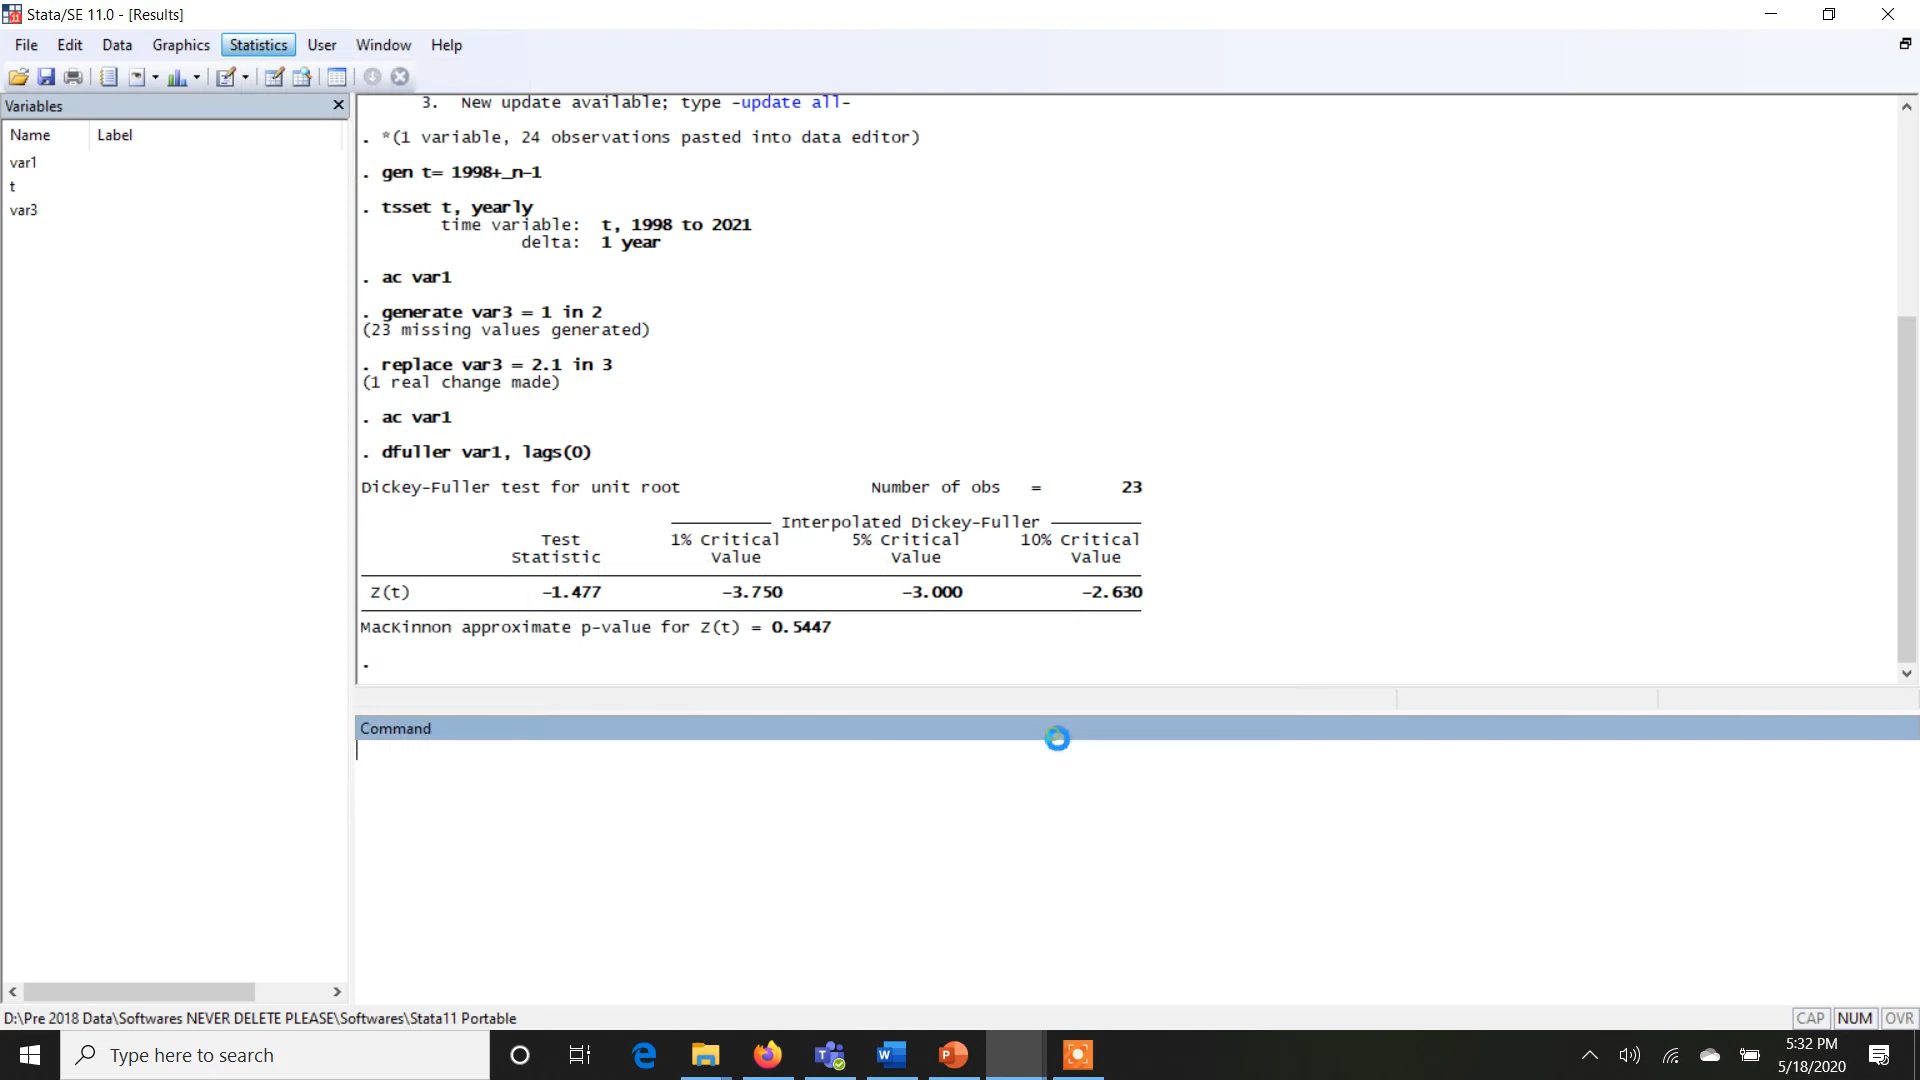 Stata/SE 11.0 - [Results]
File Edit Data Graphics Statistics User Window Help
Variables
Name Label
var1
t
var3
3. New update available; type -update all-
. *(1 variable, 24 observations pasted into data editor)
. gen t= 1998+_n-1
. tsset t, yearly
time variable: t, 1998 to 2021
delta: 1 year
. ac var1
. generate var3 = 1 in 2
(23 missing values generated)
. replace var3 = 2.1 in 3
(1 real change made)
. ac var1
. dfuller var1, lags(0)
Dickey-Fuller test for unit root Number of obs = 23
Interpolated Dickey-Fuller
Test 1% Critical 5% Critical 10% Critical
Statistic Value Value Value
Z(t) -1.477 -3.750 -3.000 -2.630
MacKinnon approximate p-value for Z(t) = 0.5447
.
Command
D:\Pre 2018 Data\Softwares NEVER DELETE PLEASE\Softwares\Stata11 Portable
CAP NUM OVR
Type here to search
5:32 PM
5/18/2020